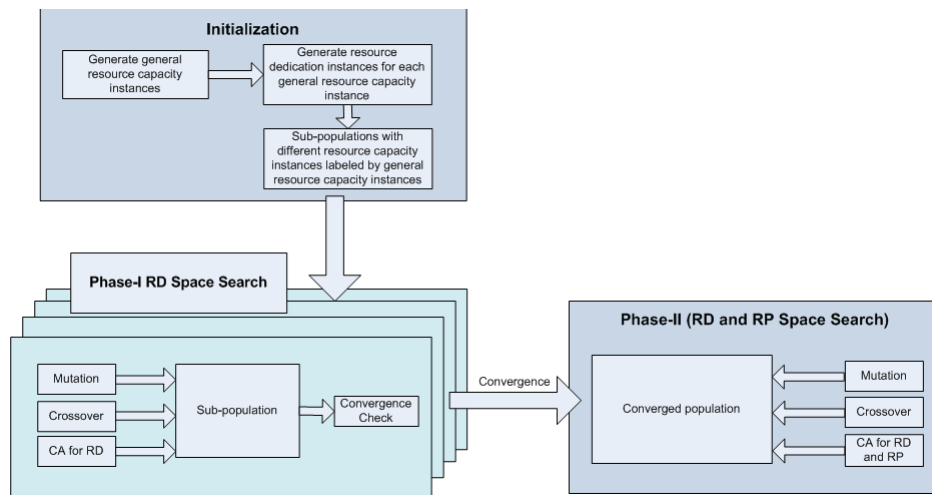 Initialization
Generate general
resource capacity
instances
Generate resource
dedication instances for each
general resource capacity
instance
Sub-populations with
different resource capacity
instances labeled by general
resource capacity instances
Phase-I RD Space Search
Mutation
Crossover
CA for RD
Sub-population
Convergence
Check
Convergence
Phase-II (RD and RP Space Search)
Converged population
Mutation
Crossover
CA for RD
and RP